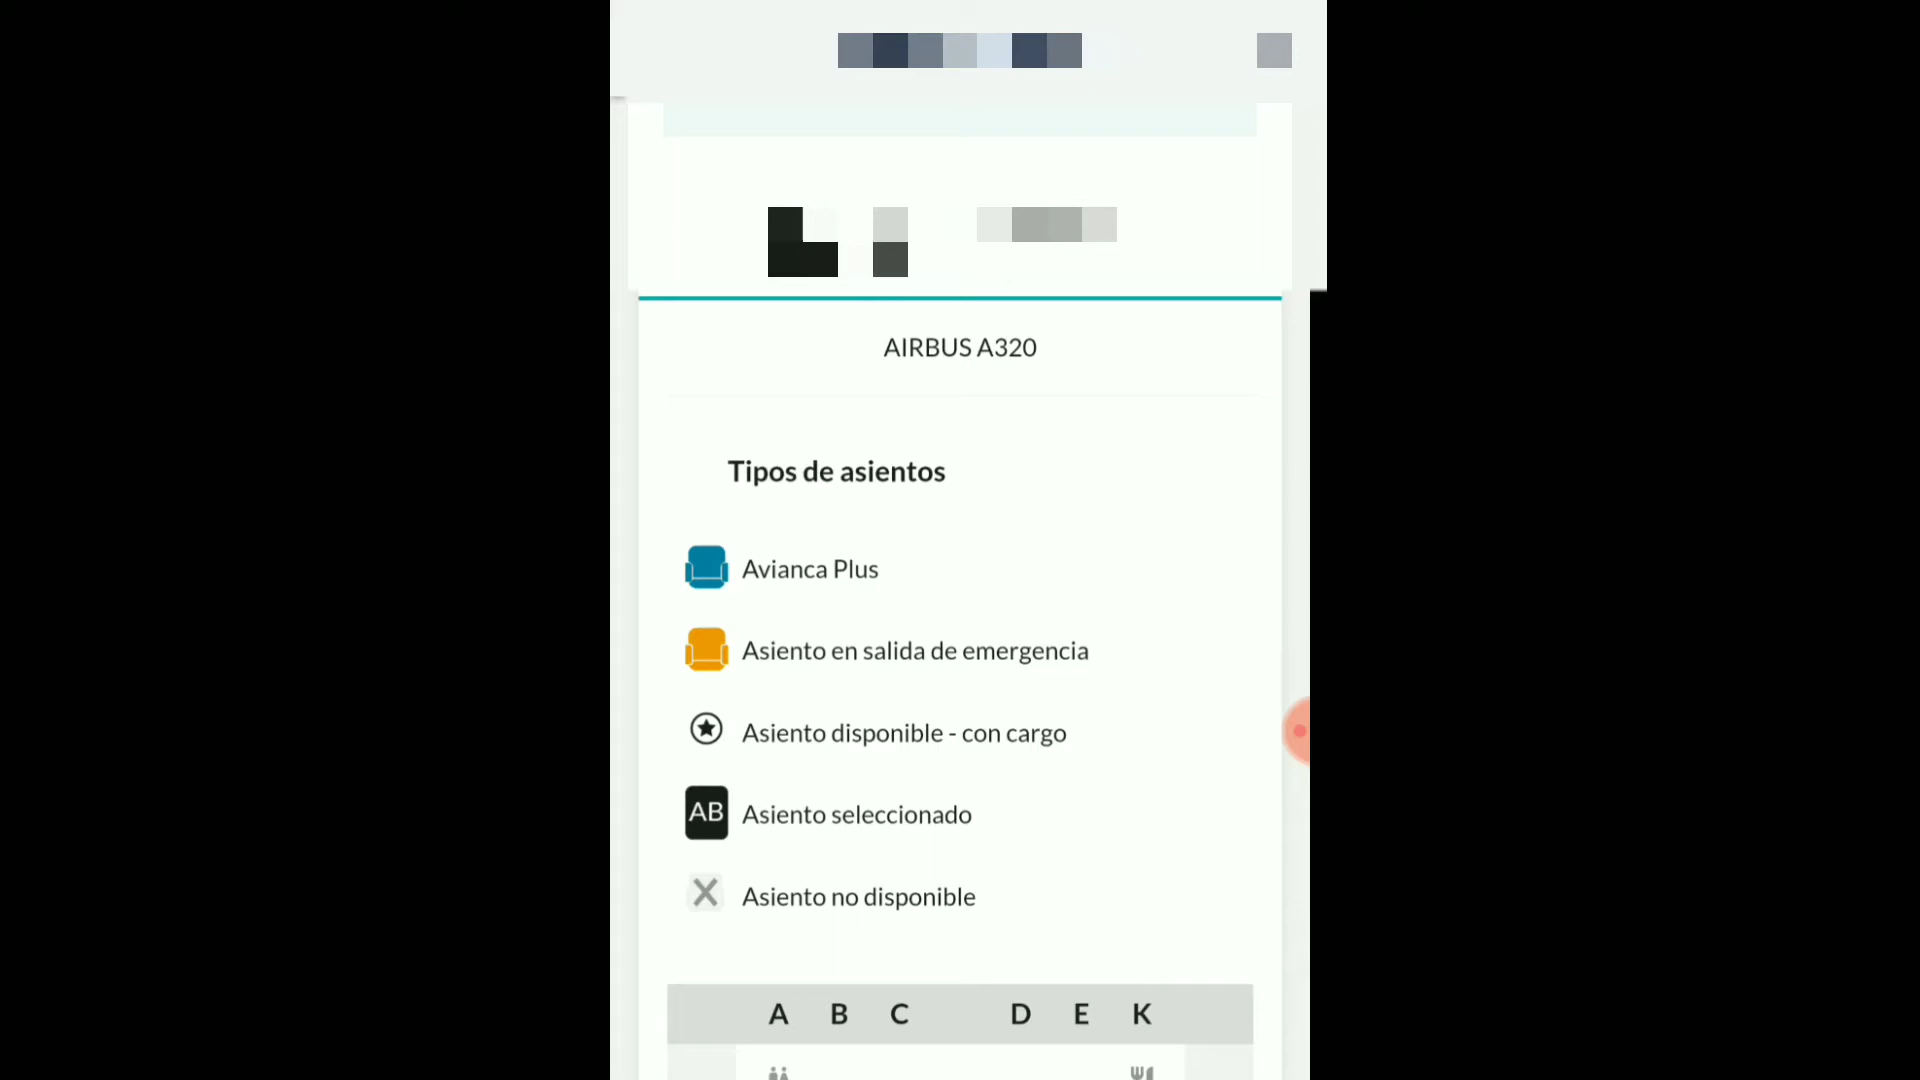 AIRBUS A320
Tipos de asientos
Avianca Plus
Asiento en salida de emergencia
Asiento disponible - con cargo
AB Asiento seleccionado
X Asiento no disponible
A B C D E K